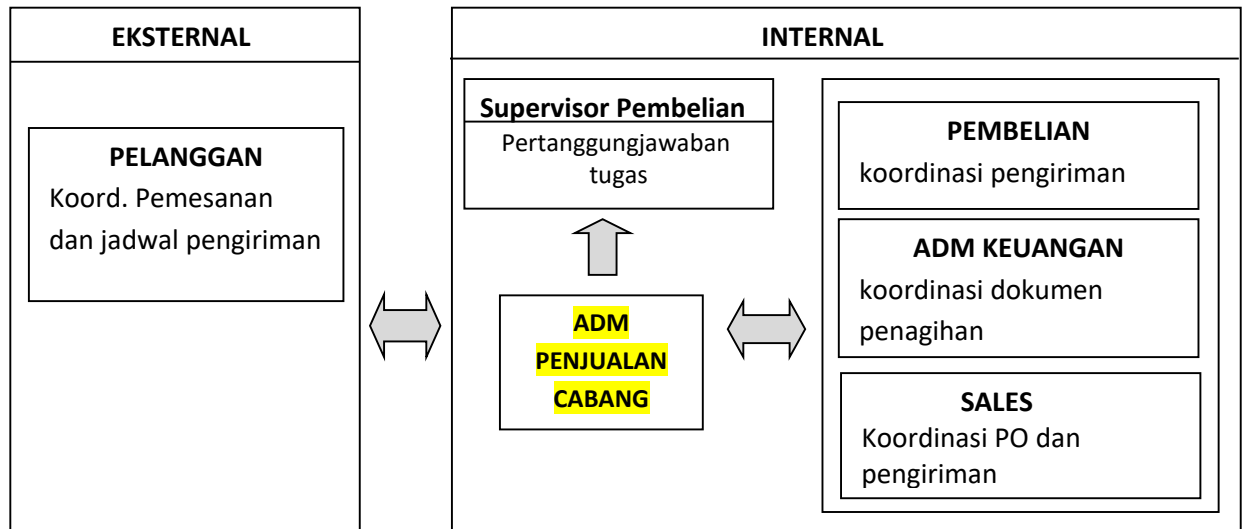 EKSTERNAL
PELANGGAN
Koord. Pemesanan
dan jadwal pengiriman
INTERNAL
Supervisor Pembelian
Pertanggungjawaban
tugas
ADM
PENJUALAN
CABANG
PEMBELIAN
koordinasi pengiriman
ADM KEUANGAN
koordinasi dokumen
penagihan
SALES
Koordinasi PO dan
pengiriman